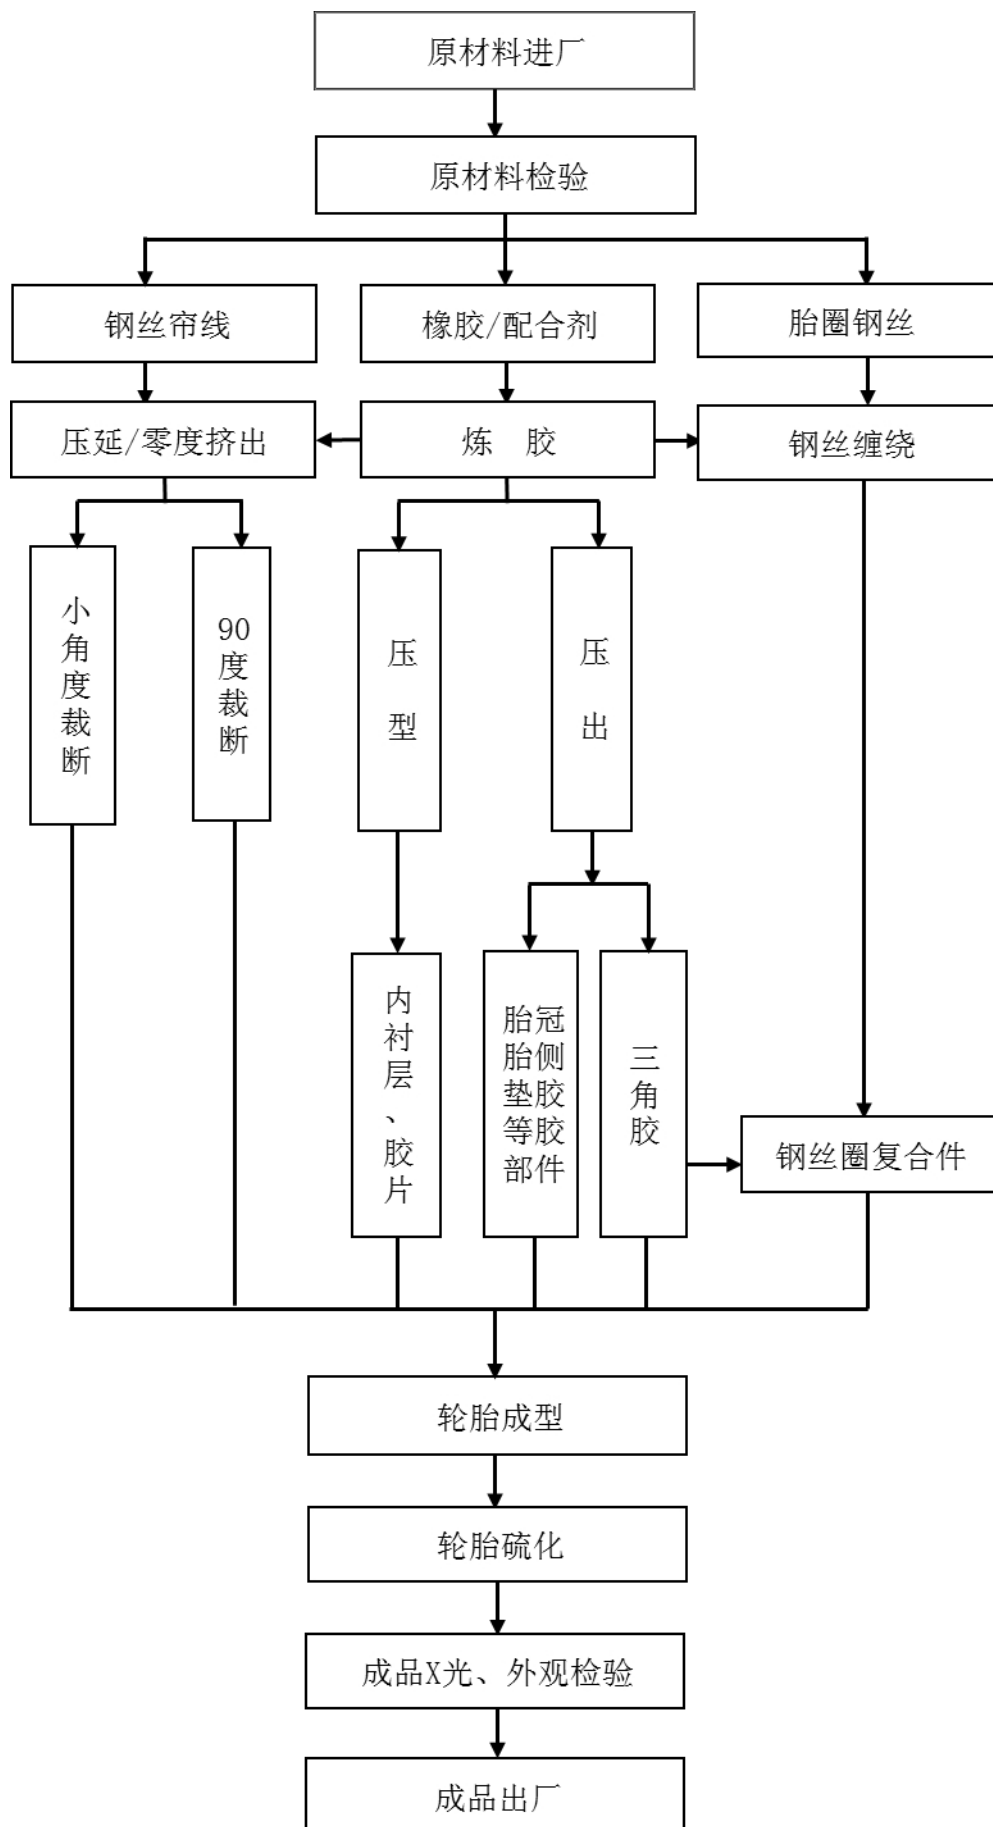 原材料进厂
原材料检验
钢丝帘线
橡胶/配合剂
胎圈钢丝
压延/零度挤出
炼 胶
钢丝缠绕
小角度裁断
90度裁断
压型
压出
内衬层、胶片
胎冠
胎侧
垫胶
等胶
部件
三角胶
钢丝圈复合件
轮胎成型
轮胎硫化
成品X光、外观检验
成品出厂